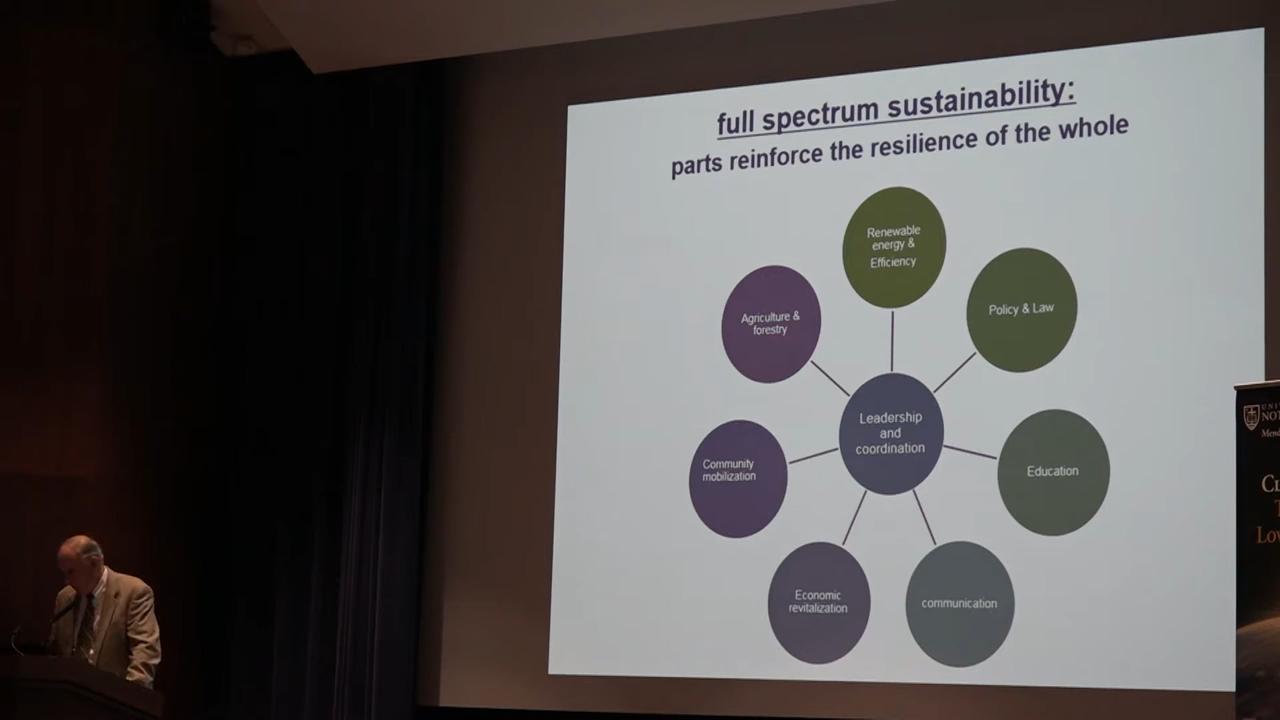 full spectrum sustainability:
parts reinforce the resilience of the whole
Renewable
energy &
Efficiency
Policy & Law
Agriculture &
forestry
Leadership
and
coordination
Education
Community
mobilization
Economic
revitalization
communication